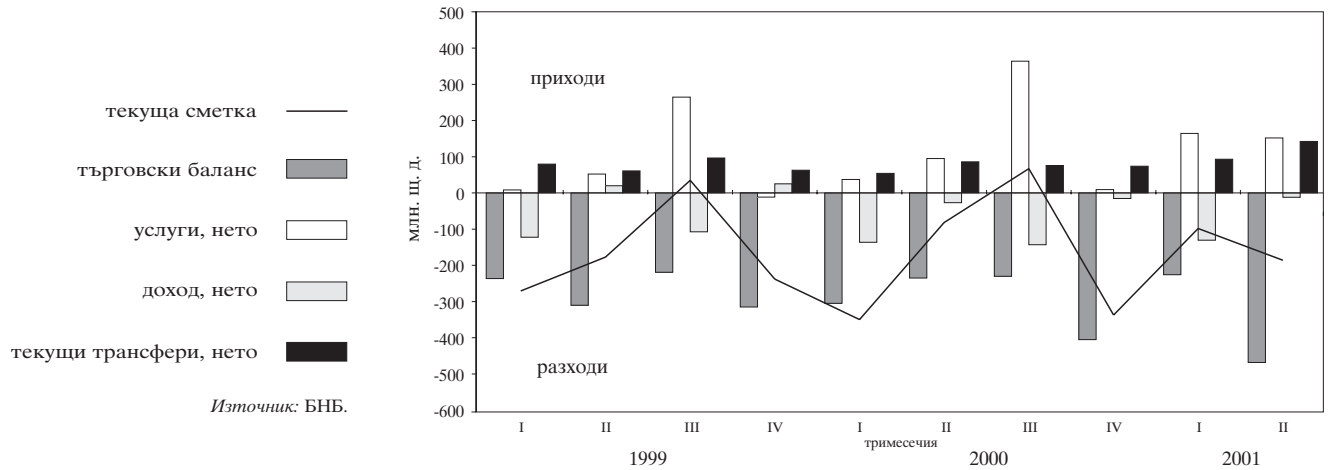 текуща сметка
търговски баланс
услуги, нето
доход, нето
текущи трансфери, нето
Източник: БНБ.
млн. щ. д.
500
400
300
200
100
0
-100
-200
-300
-400
-500
-600
приходи
разходи
I II III IV I II III IV I II
тримесечия
1999 2000 2001